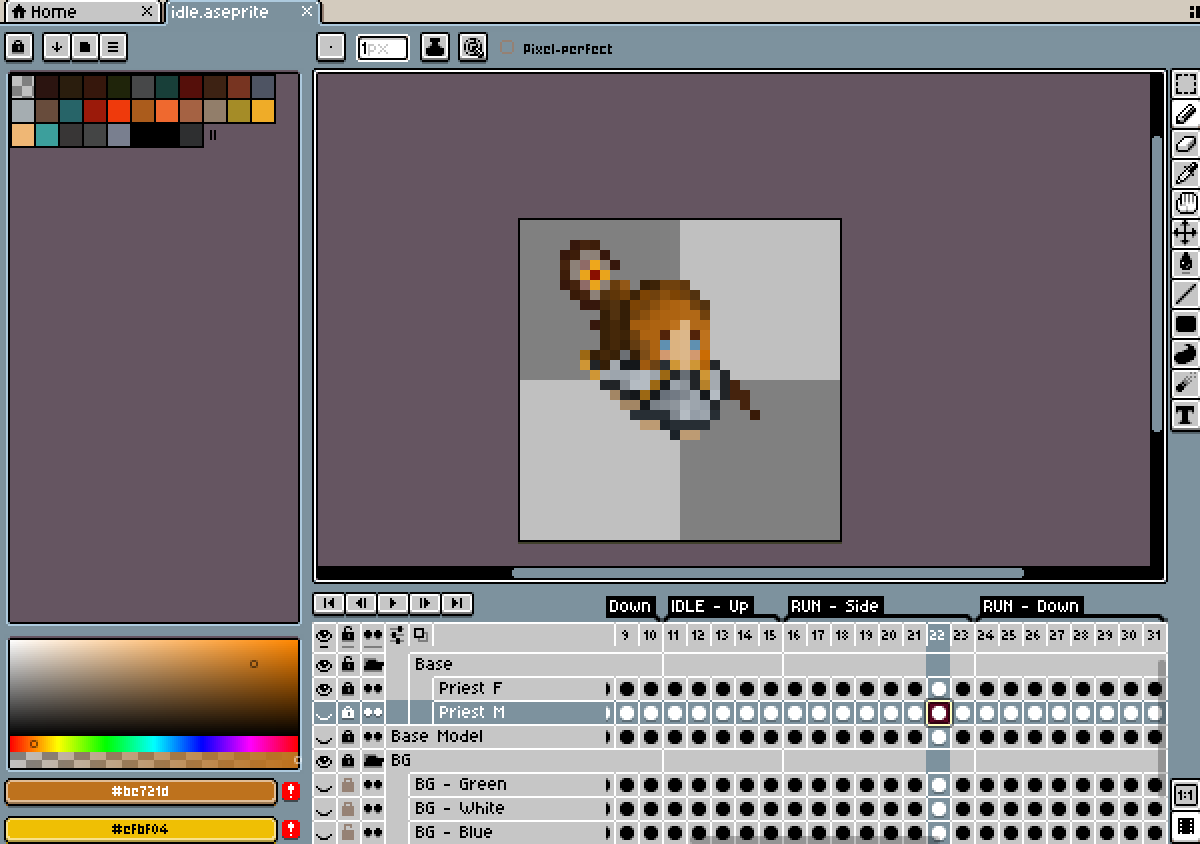 Home
idle.aseprite
1px
Pixel-perfect
Down IDLE - Up RUN - Side RUN - Down
9 10 11 12 13 14 15 16 17 18 19 20 21 22 23 24 25 26 27 28 29 30 31
Base
Priest F
Priest M
Base Model
BG
BG - Green
BG - White
BG - Blue
#bc721d
#efbf04
1:1
T